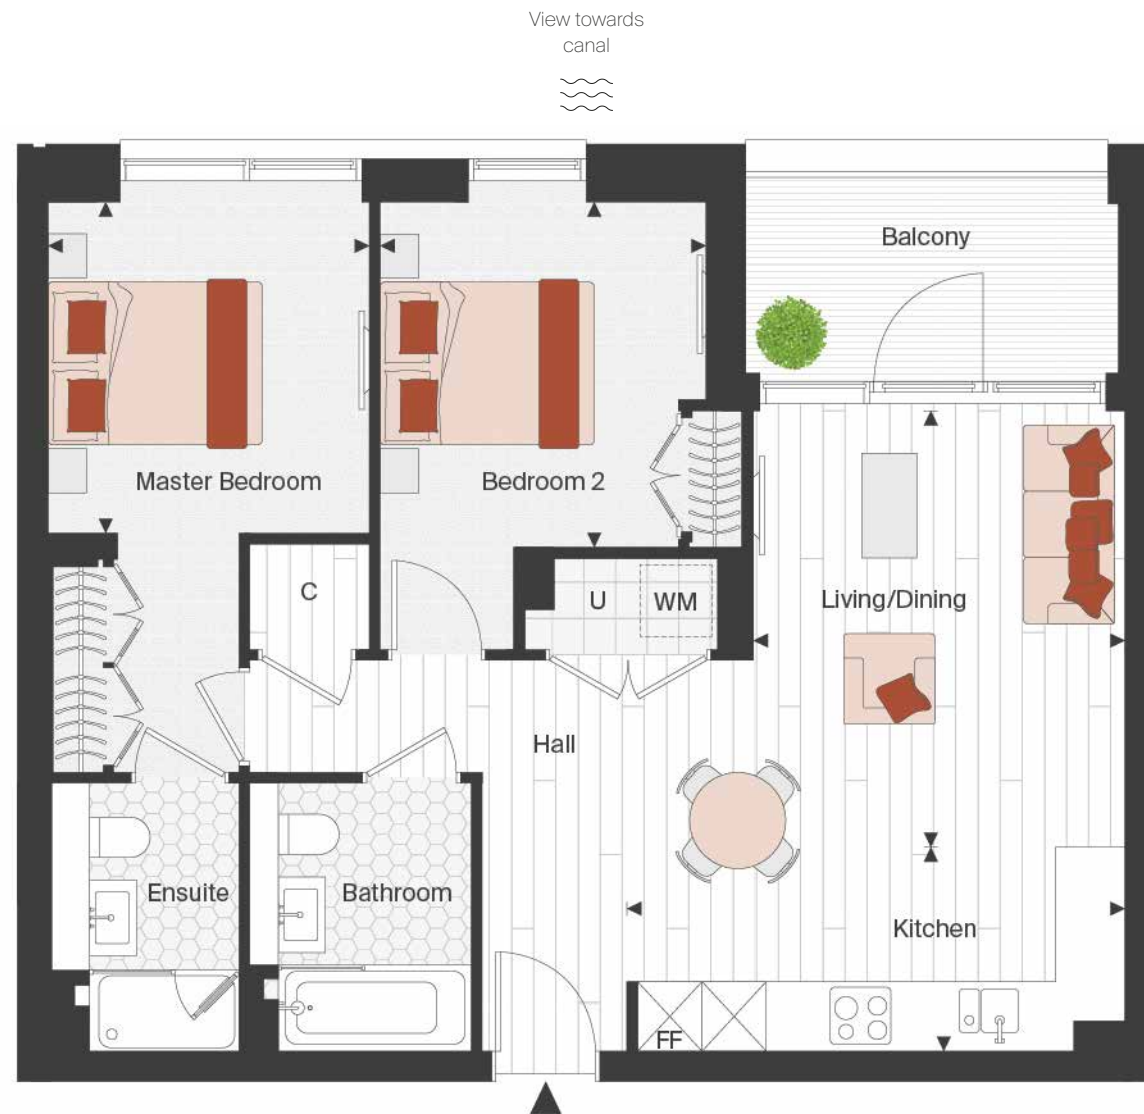 View towards
canal
Balcony
Master Bedroom
Bedroom 2
C
U
WM
Living/Dining
Hall
Ensuite
Bathroom
Kitchen
FF